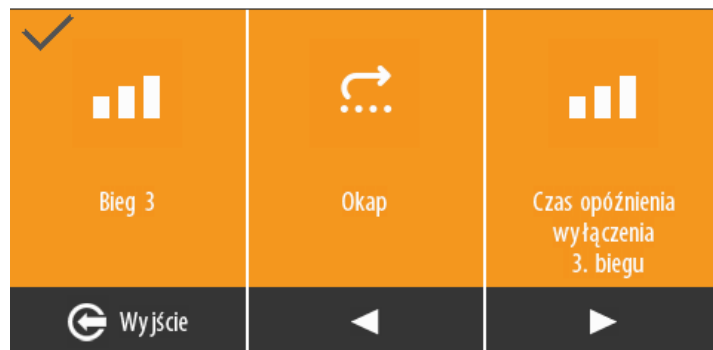 Bieg 3
Okap
Czas opóźnienia
wyłączenia
3. biegu
Wyjście